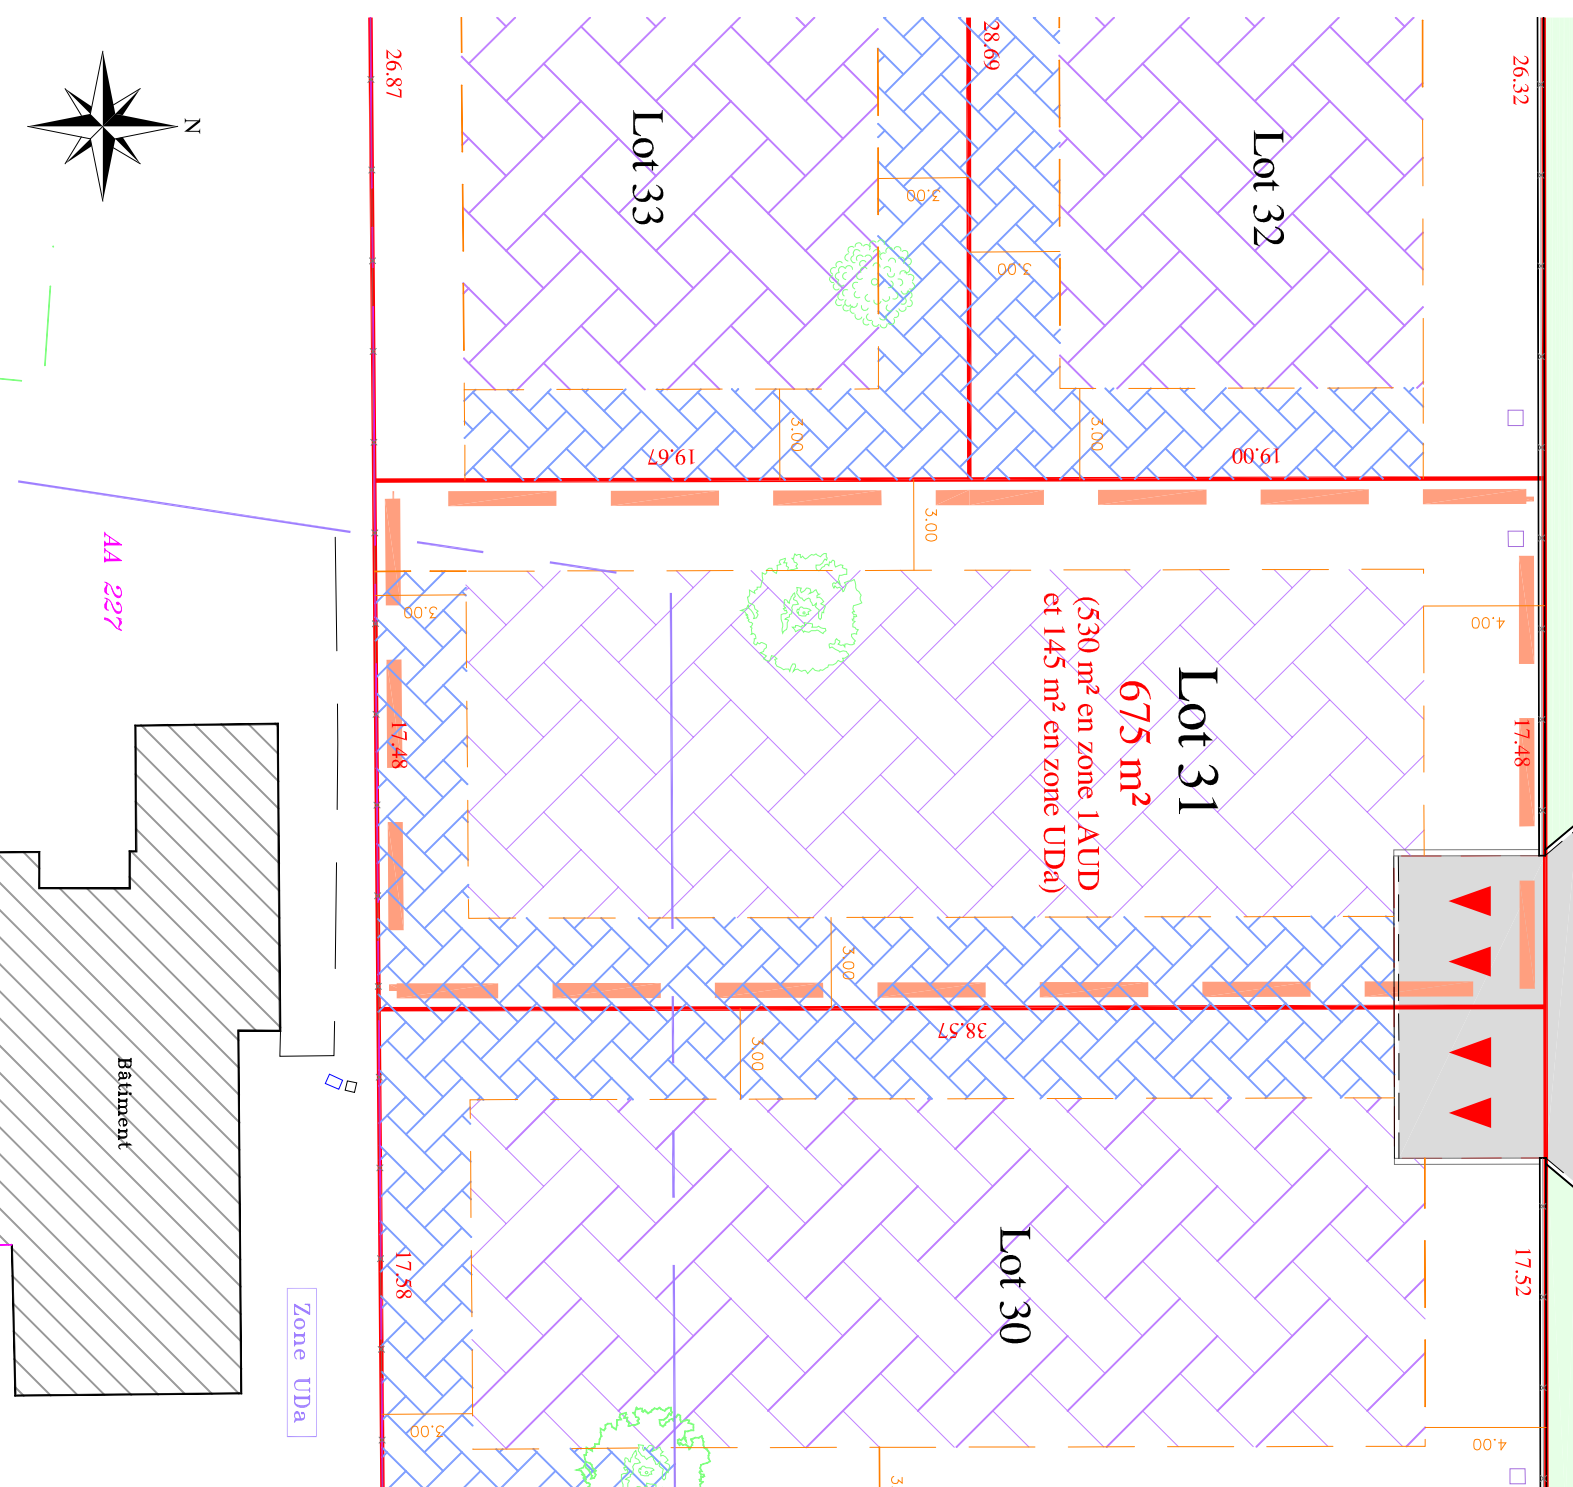 N
26.87
28.69
26.32
Lot 33
Lot 32
3.00
3.00
3.00
3.00
19.67
19.00
3.00
AA 227
3.00
4.00
Lot 31
675 m²
(530 m² en zone 1AUD
et 145 m² en zone UDa)
17.48
17.48
3.00
38.57
3.00
Bâtiment
Lot 30
17.58
17.52
Zone UDa
3.00
4.00